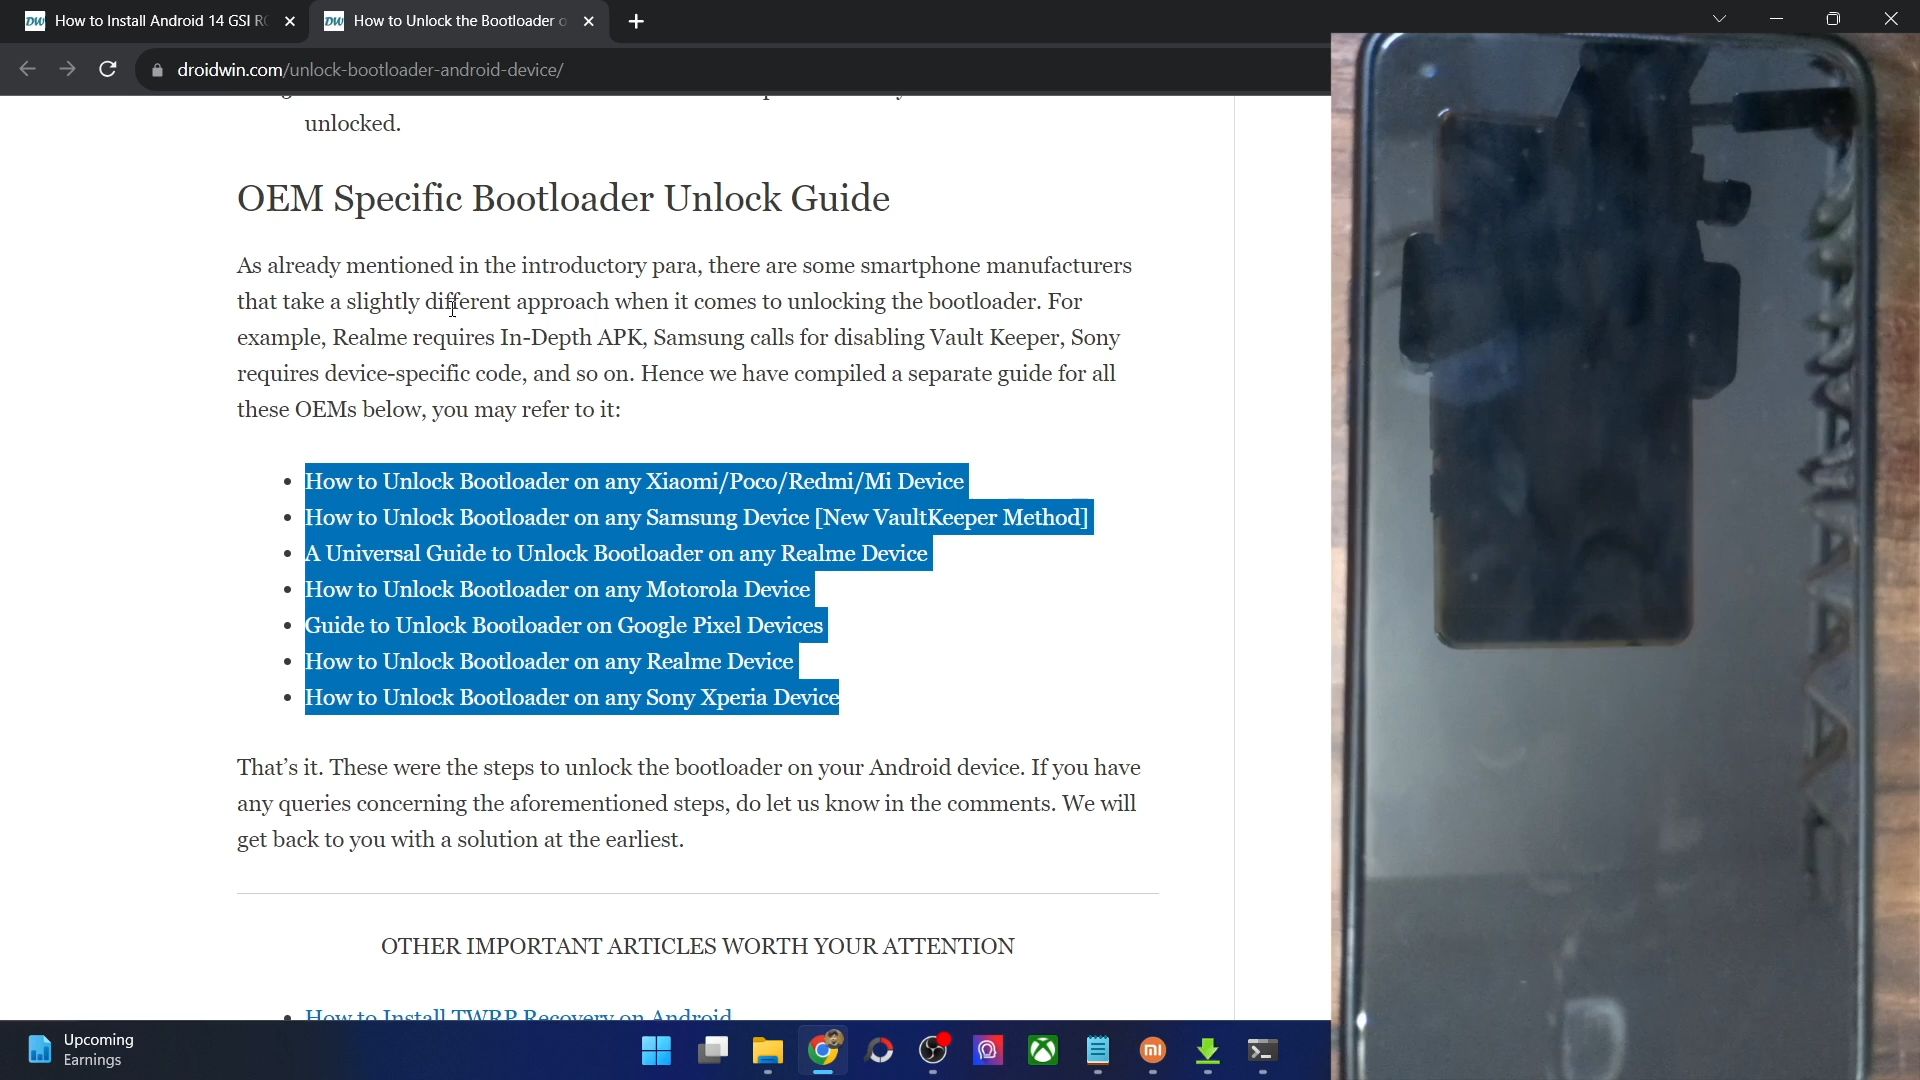 How to Install Android 14 GSI R
How to Unlock the Bootloader o
droidwin.com/unlock-bootloader-android-device/
unlocked.
OEM Specific Bootloader Unlock Guide
As already mentioned in the introductory para, there are some smartphone manufacturers
that take a slightly different approach when it comes to unlocking the bootloader. For
example, Realme requires In-Depth APK, Samsung calls for disabling Vault Keeper, Sony
requires device-specific code, and so on. Hence we have compiled a separate guide for all
these OEMs below, you may refer to it:
• How to Unlock Bootloader on any Xiaomi/Poco/Redmi/Mi Device
• How to Unlock Bootloader on any Samsung Device [New VaultKeeper Method]
• A Universal Guide to Unlock Bootloader on any Realme Device
• How to Unlock Bootloader on any Motorola Device
• Guide to Unlock Bootloader on Google Pixel Devices
• How to Unlock Bootloader on any Realme Device
• How to Unlock Bootloader on any Sony Xperia Device
That’s it. These were the steps to unlock the bootloader on your Android device. If you have
any queries concerning the aforementioned steps, do let us know in the comments. We will
get back to you with a solution at the earliest.
OTHER IMPORTANT ARTICLES WORTH YOUR ATTENTION
• How to Install TWRP Recovery on Android
Upcoming
Earnings